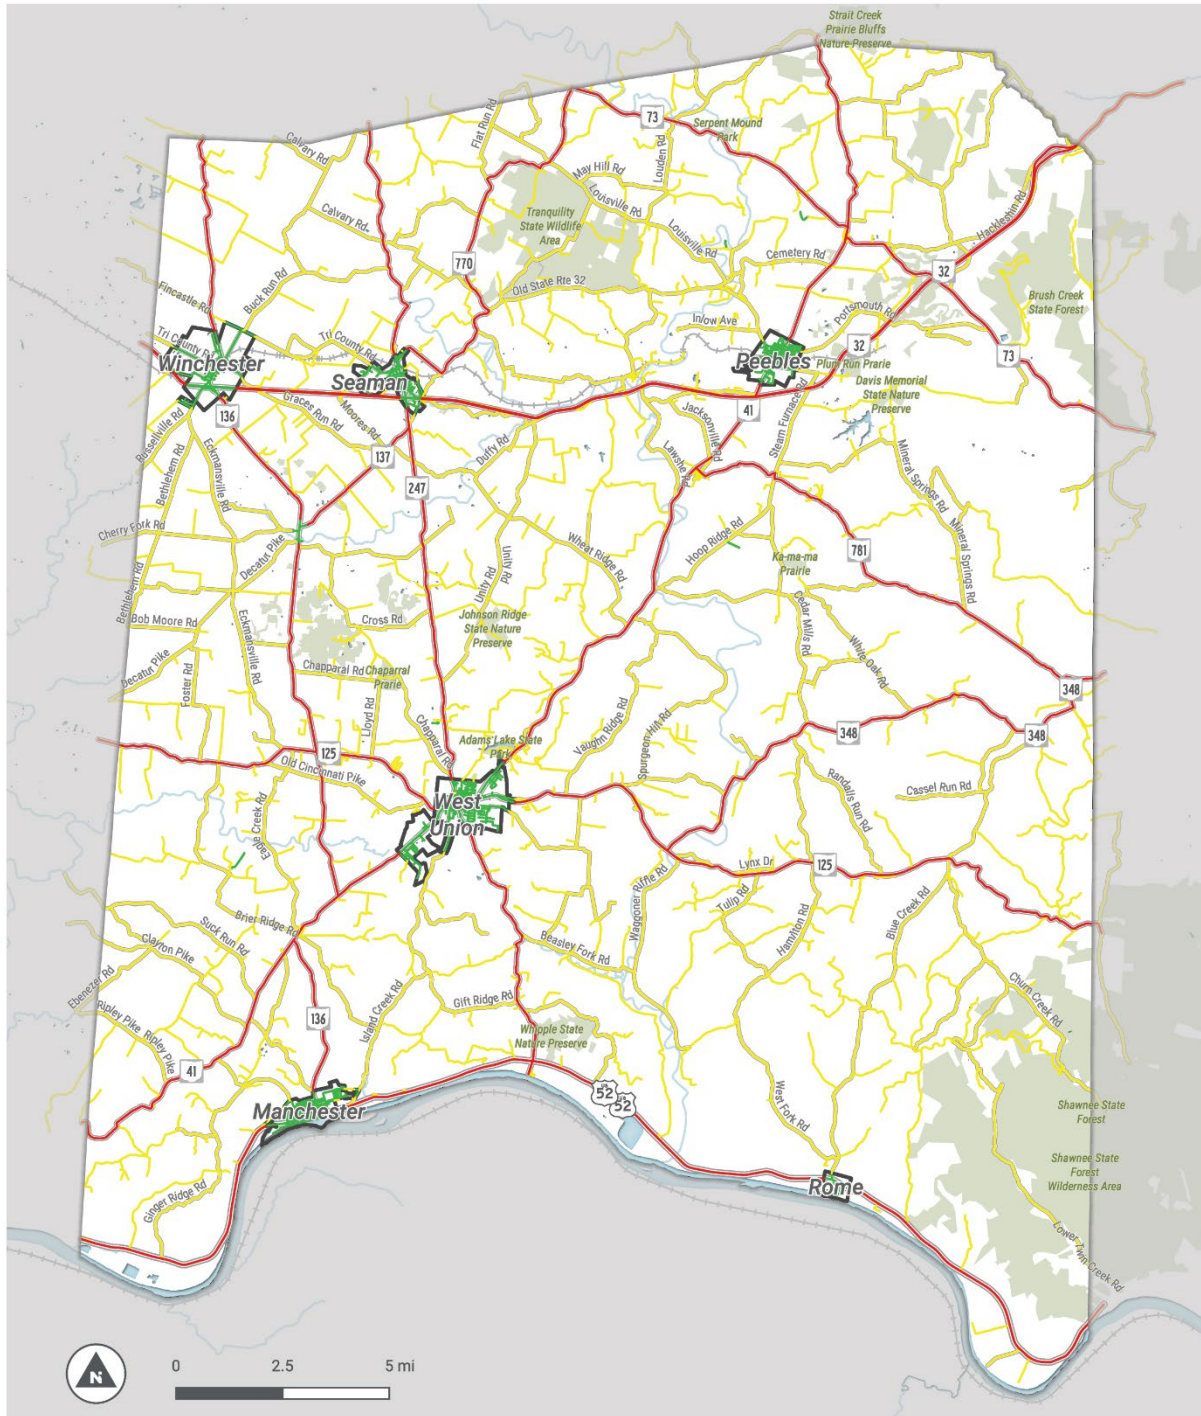 Strait Creek
Prairie Bluffs
Nature Preserve
Flat Run Rd
73
Serpent Mound
Park
Calvary Rd
Louden Rd
May Hill Rd
Louisville Rd
Hackleshin Rd
Calvary Rd
Tranquility
State Wildlife
Area
Louisville Rd
Cemetery Rd
770
32
Buck Run Rd
Old State Rte 32
Fincastle Rd
Brush Creek
State Forest
Portsmouth Rd
Inlow Ave
Tri County Rd
Tri County Rd
32
73
Winchester
Peebles
Plum Run Prarie
Seaman
Davis Memorial
State Nature
Preserve
Graces Run Rd
Moores Rd
Jacksonville Rd
41
136
Russellville Rd
Steam Furnace Rd
Duffy Rd
Bethlehem Rd
Eckmansville Rd
137
Lawshe Rd
Mineral Springs Rd
247
Cherry Fork Rd
Hoop Ridge Rd
Decatur Pike
Wheat Ridge Rd
781
Unity Rd
Mineral Springs Rd
Ka-ma-ma
Prairie
Bethlehem Rd
Unity Rd
Cedar Mills Rd
Bob Moore Rd
Eckmansville Rd
Cross Rd
Johnson Ridge
State Nature
Preserve
White Oak Rd
Decatur Pike
Foster Rd
Chapparal Rd
Chaparral
Prarie
348
Lloyd Rd
Vaughn Ridge Rd
Chapparal Rd
Spurgeon Hill Rd
348
348
125
Adams Lake State
Park
Old Cincinnati Pike
Randalls Run Rd
Cassel Run Rd
West
Union
Eagle Creek Rd
Lynx Dr
125
Waggoner Riffle Rd
Tulip Rd
Blue Creek Rd
Suck Run Rd
Brier Ridge Rd
Hamilton Rd
Clayton Pike
Beasley Fork Rd
Ebenezer Rd
Island Creek Rd
Gift Ridge Rd
Churn Creek Rd
Ripley Pike
Ripley Pike
136
Whipple State
Nature Preserve
41
US
52
US
52
Manchester
West Fork Rd
Shawnee State
Forest
Shawnee State
Forest
Wilderness Area
Rome
Ginger Ridge Rd
Lower Twin Creek Rd
N
0 2.5 5 mi